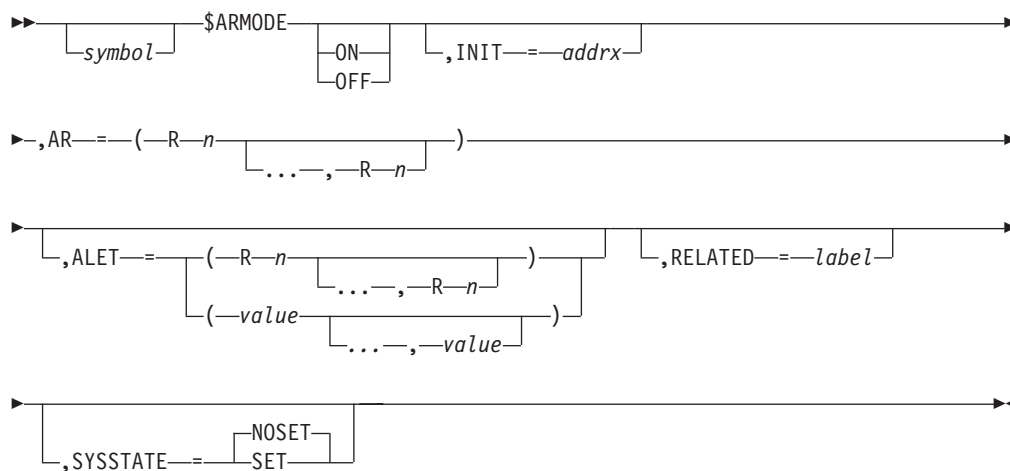 $ARMODE
symbol
ON
OFF
,INIT = addrx
,AR = ( R n )
... , R n
,ALET = ( R n )
... , R n
( value )
... , value
,RELATED = label
NOSET
,SYSSTATE =
SET